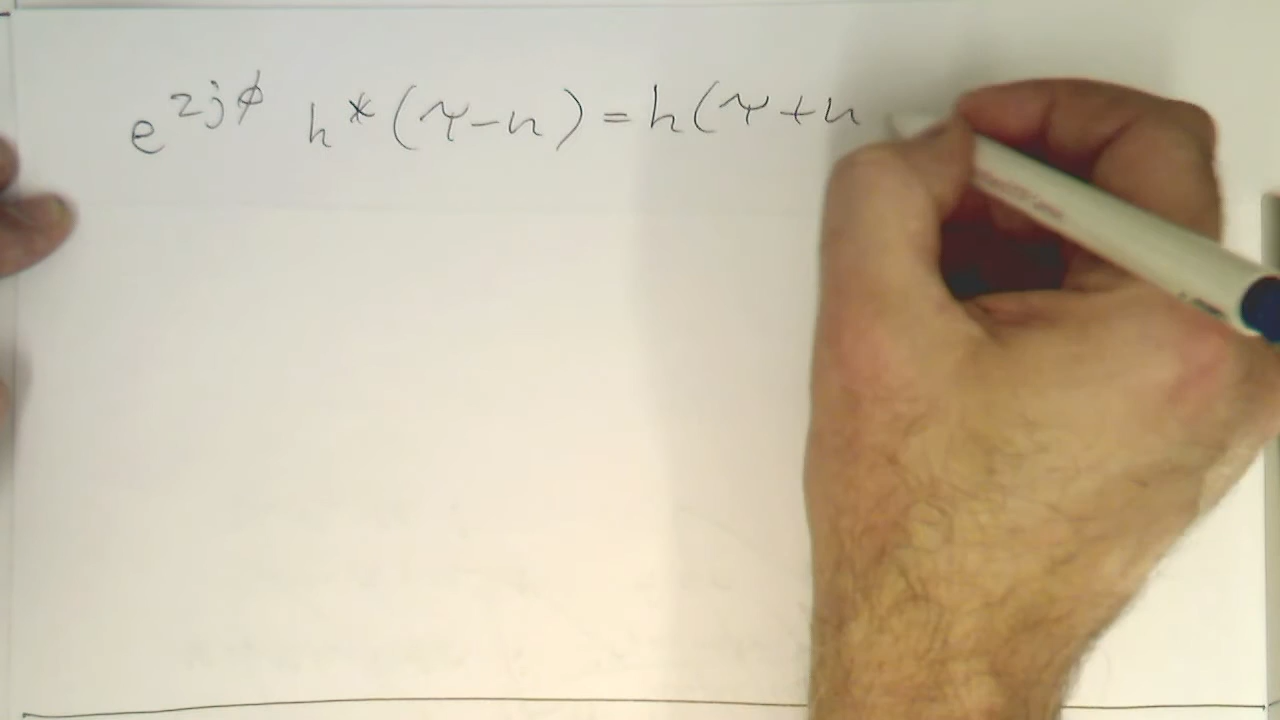 e^{2jϕ} h*(τ-n) = h(τ+n